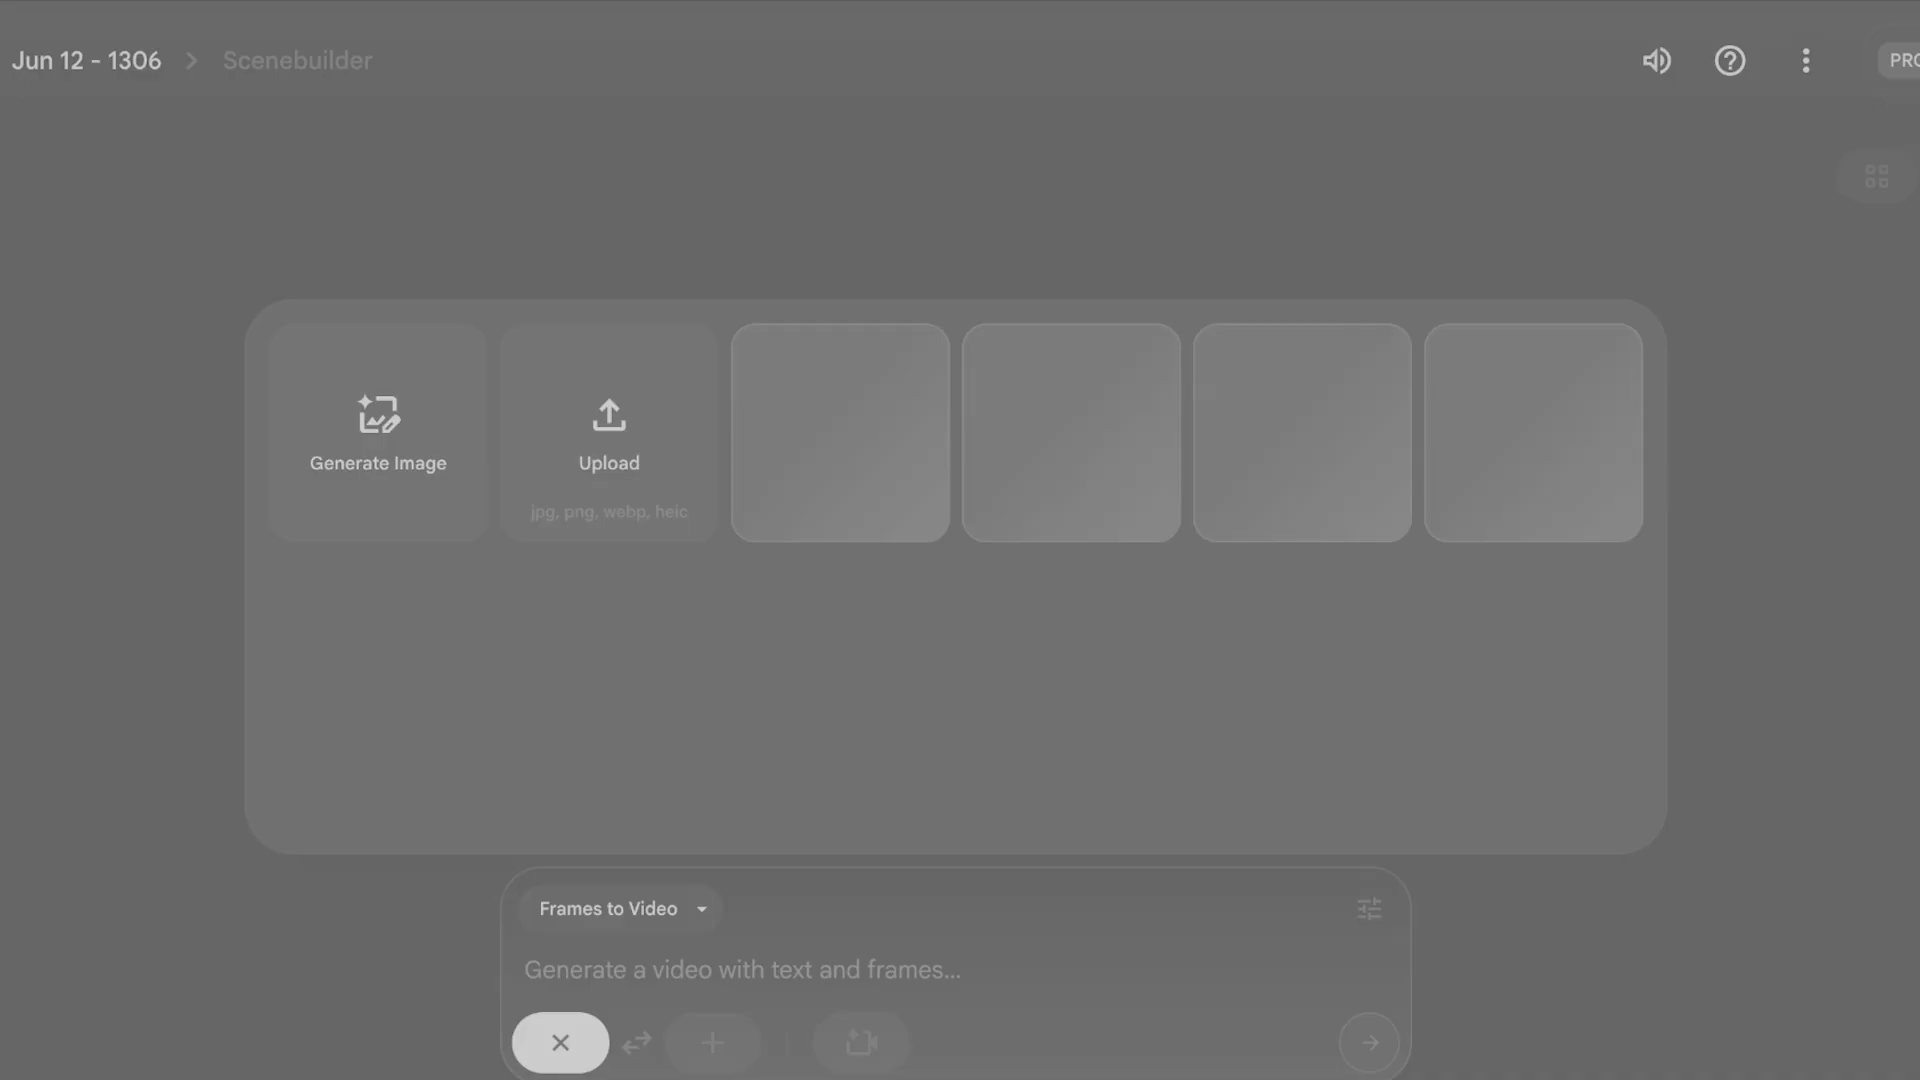 Jun 12 - 1306 > Scenebuilder
PRO
Generate Image
Upload
jpg, png, webp, heic
Frames to Video
Generate a video with text and frames...